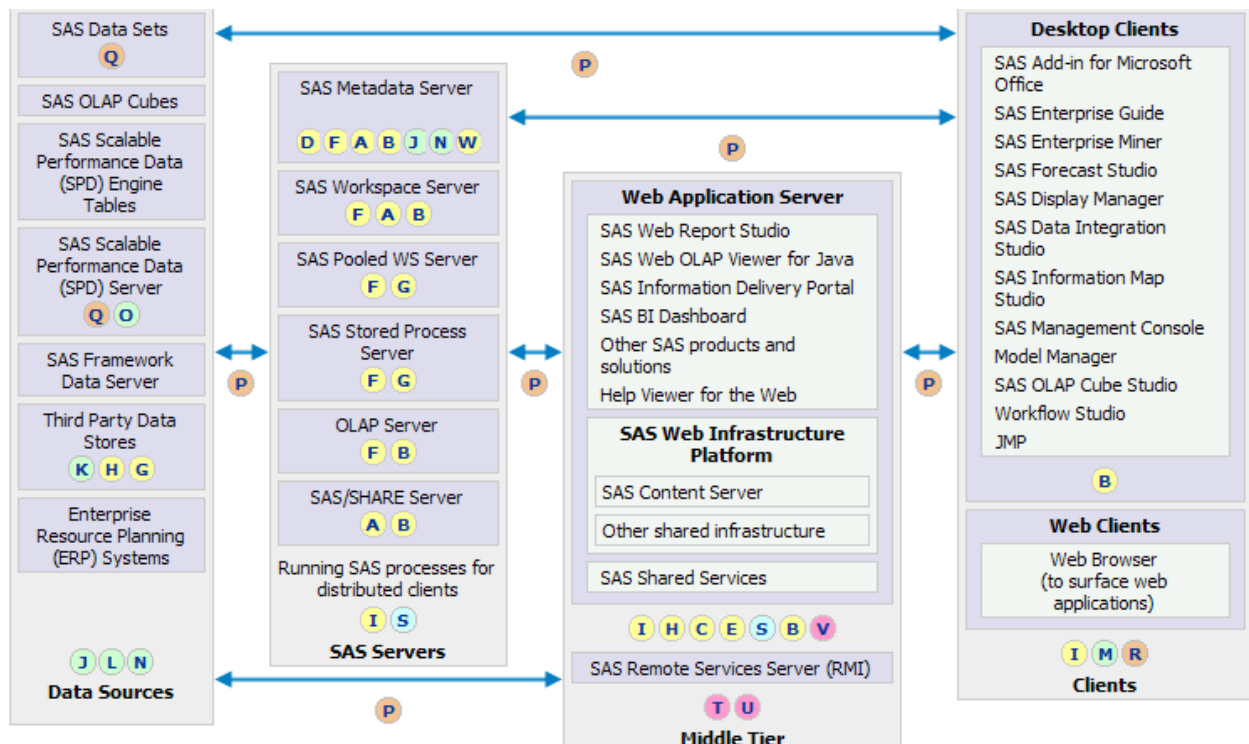 SAS Data Sets
Q
SAS OLAP Cubes
SAS Scalable
Performance Data
(SPD) Engine
Tables
SAS Scalable
Performance Data
(SPD) Server
Q O
SAS Framework
Data Server
Third Party Data
Stores
K H G
Enterprise
Resource Planning
(ERP) Systems
J L N
Data Sources
P
P
P
P
SAS Metadata Server
D F A B J N W
SAS Workspace Server
F A B
SAS Pooled WS Server
F G
SAS Stored Process
Server
F G
OLAP Server
F B
SAS/SHARE Server
A B
Running SAS processes for
distributed clients
I S
SAS Servers
P
Web Application Server
SAS Web Report Studio
SAS Web OLAP Viewer for Java
SAS Information Delivery Portal
SAS BI Dashboard
Other SAS products and
solutions
Help Viewer for the Web
SAS Web Infrastructure
Platform
SAS Content Server
Other shared infrastructure
SAS Shared Services
I H C E S B V
SAS Remote Services Server (RMI)
T U
Middle Tier
P
Desktop Clients
SAS Add-in for Microsoft
Office
SAS Enterprise Guide
SAS Enterprise Miner
SAS Forecast Studio
SAS Display Manager
SAS Data Integration
Studio
SAS Information Map
Studio
SAS Management Console
Model Manager
SAS OLAP Cube Studio
Workflow Studio
JMP
B
Web Clients
Web Browser
(to surface web
applications)
I M R
Clients